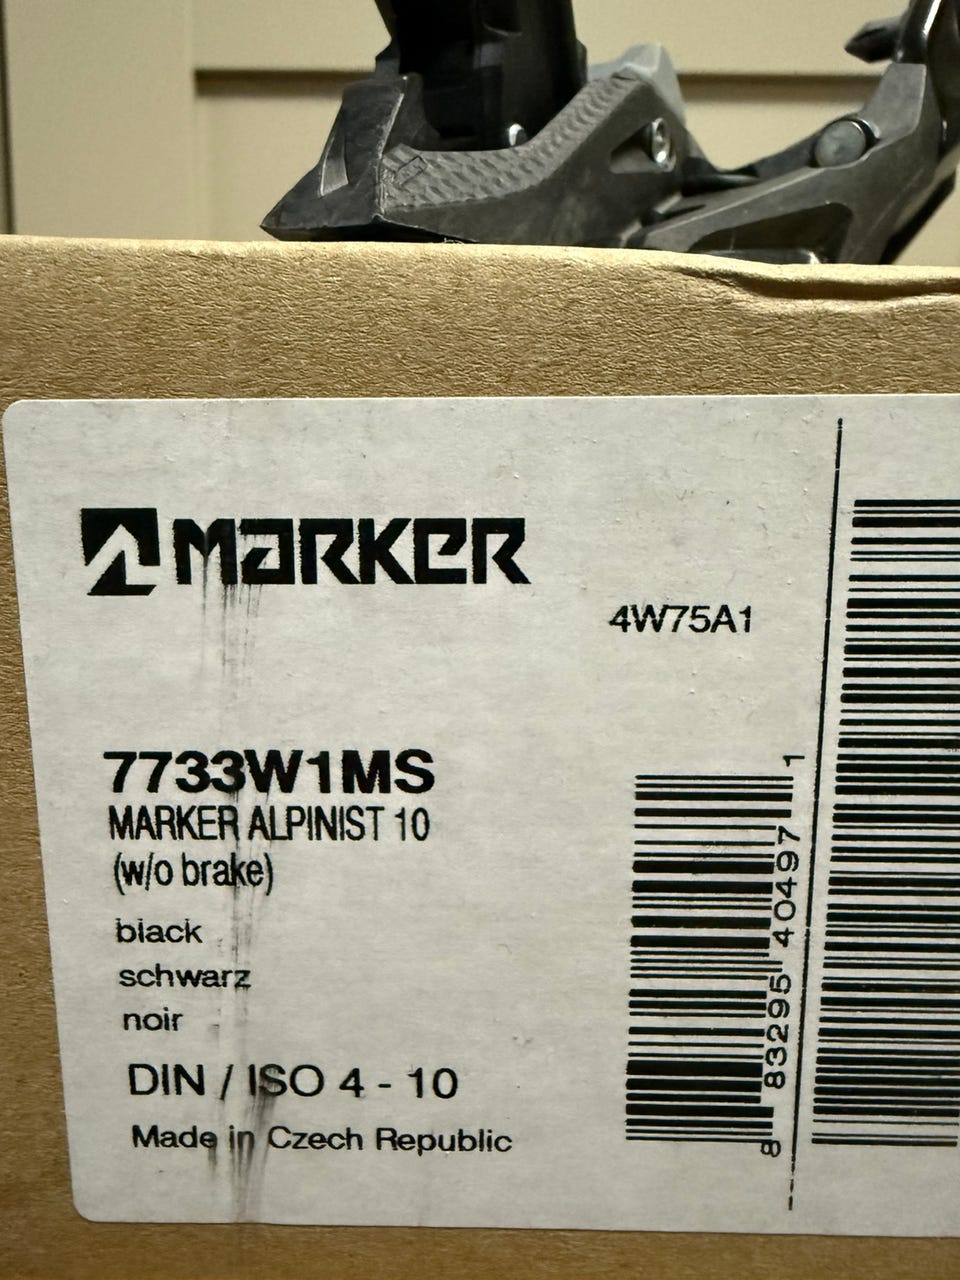 MARKER
4W75A1
7733W1MS
MARKER ALPINIST 10
(w/o brake)
black
schwarz
noir
DIN / ISO 4 - 10
Made in Czech Republic
8 83295 40497 1